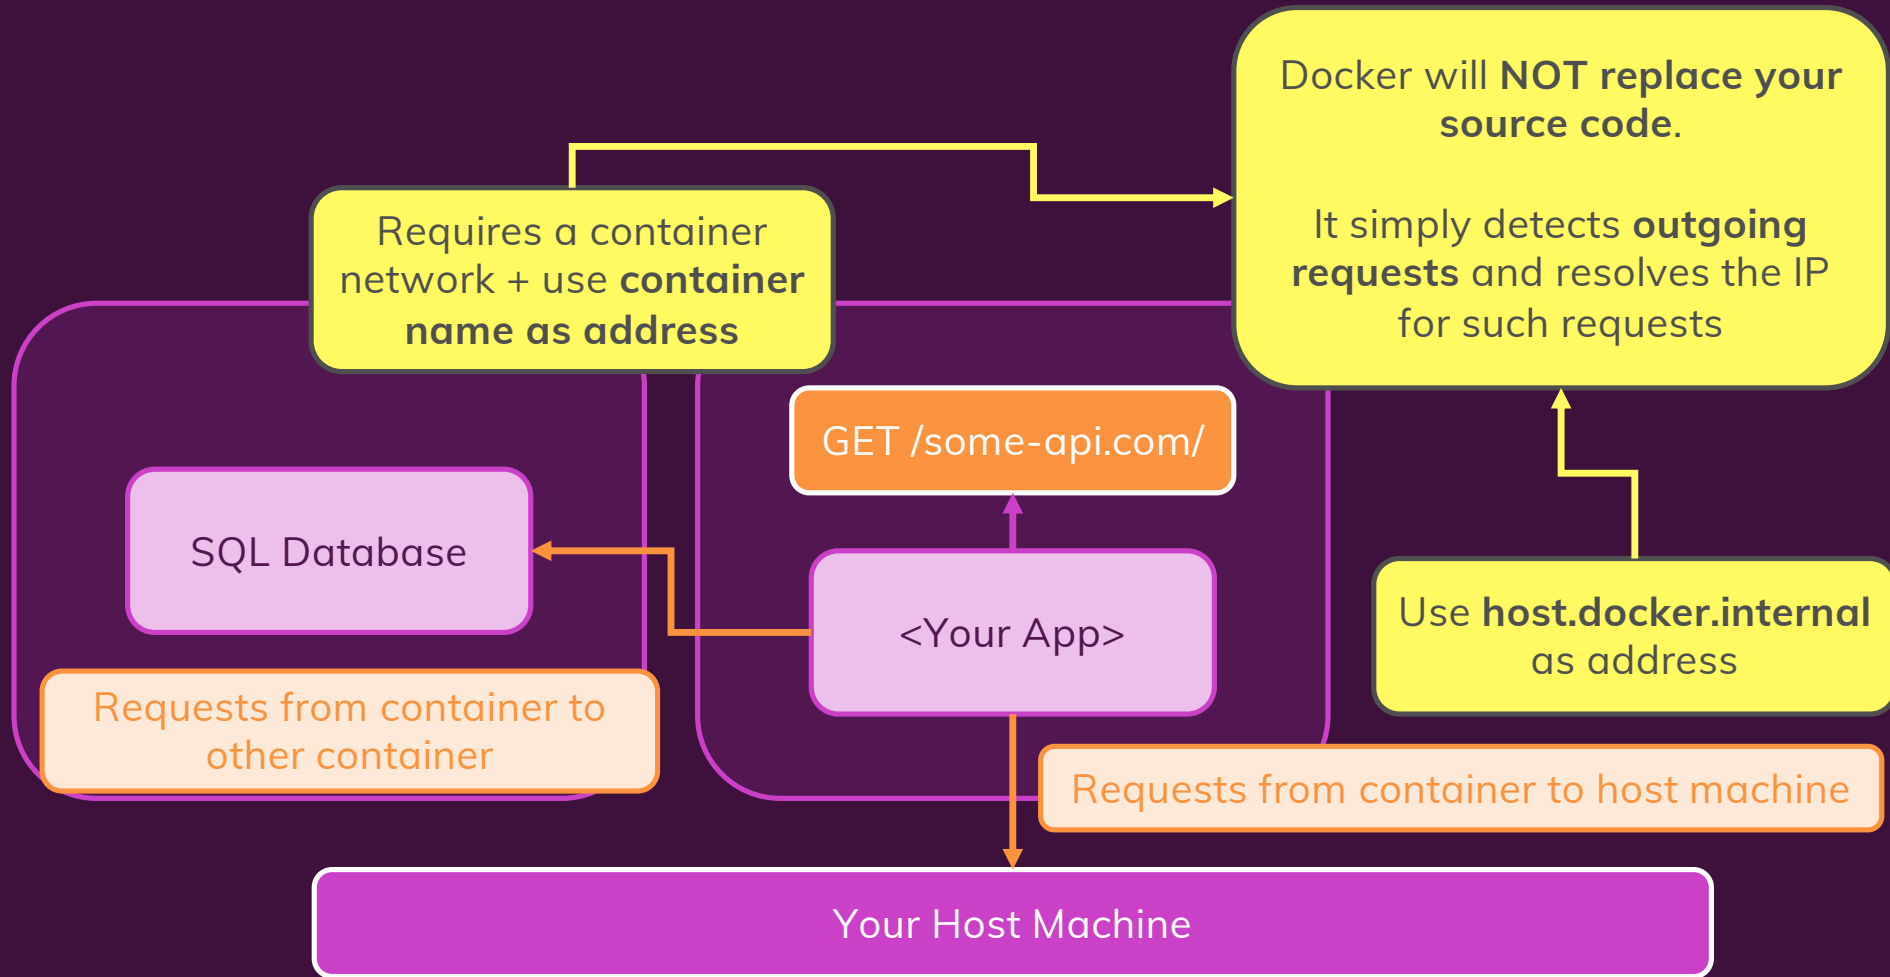 Docker will NOT replace your
source code.
It simply detects outgoing
requests and resolves the IP
for such requests
Requires a container
network + use container
name as address
GET /some-api.com/
SQL Database
<Your App>
Use host.docker.internal
as address
Requests from container to
other container
Requests from container to host machine
Your Host Machine